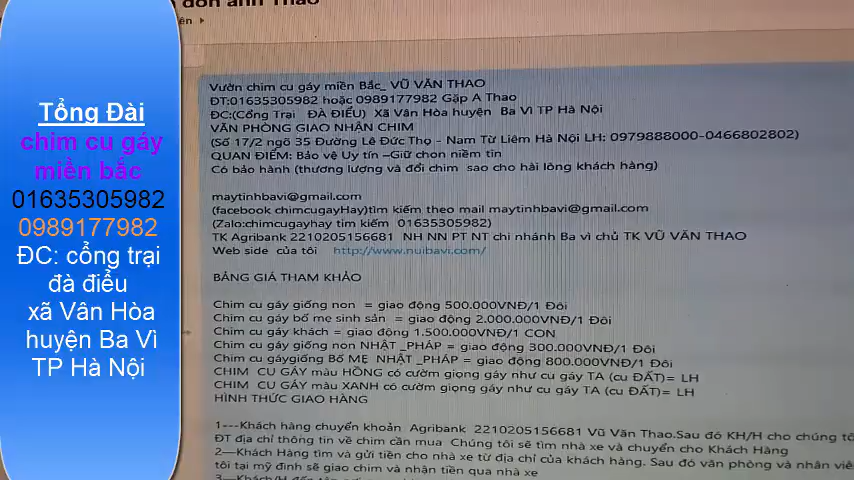 đón anh Thao
ên
Tổng Đài
chim cu gáy
miền bắc
01635305982
0989177982
ĐC: cổng trại
đà điểu
xã Vân Hòa
huyện Ba Vì
TP Hà Nội
Vườn chim cu gáy miền Bắc_ VŨ VĂN THAO
ĐT:01635305982 hoặc 0989177982 Gặp A Thao
ĐC:(Cổng Trại ĐÀ ĐIỂU) Xã Vân Hòa huyện Ba Vì TP Hà Nội
VĂN PHÒNG GIAO NHẬN CHIM
(Số 17/2 ngõ 35 Đường Lê Đức Thọ – Nam Từ Liêm Hà Nội LH: 0979888000-0466802802)
QUAN ĐIỂM: Bảo vệ Uy tín –Giữ chọn niềm tin
Có bảo hành (thương lượng và đổi chim sao cho hài lòng khách hàng)
maytinhbavi@gmail.com
(facebook chimcugayHay)tìm kiếm theo mail maytinhbavi@gmail.com
(Zalo:chimcugayhay tim kiếm 01635305982)
TK Agribank 2210205156681 NH NN PT NT chi nhánh Ba vì chủ TK VŨ VĂN THAO
Web side của tôi http://www.nuibavi.com/
BẢNG GIÁ THAM KHẢO
Chim cu gáy giống non = giao động 500.000VNĐ/1 Đôi
Chim cu gáy bố mẹ sinh sản = giao động 2.000.000VNĐ/1 Đôi
Chim cu gáy khách = giao động 1.500.000VNĐ/1 CON
Chim cu gáy giống non NHẬT _PHÁP = giao động 300.000VNĐ/1 Đôi
Chim cu gáygiống Bố MẸ NHẬT _PHÁP = giao động 800.000VNĐ/1 Đôi
CHIM CU GÁY màu HỒNG có cườm giọng gáy như cu gáy TA (cu ĐẤT)= LH
CHIM CU GÁY màu XANH có cườm giọng gáy như cu gáy TA (cu ĐẤT)= LH
HÌNH THỨC GIAO HÀNG
1---Khách hàng chuyển khoản Agribank 2210205156681 Vũ Văn Thao.Sau đó KH/H cho chúng tô
ĐT địa chỉ thông tin về chim cần mua Chúng tôi sẽ tìm nhà xe và chuyển cho Khách Hàng
2—Khách Hàng tìm và gửi tiền cho nhà xe từ địa chỉ của khách hàng. Sau đó văn phòng và nhân viê
tôi tại mỹ đình sẽ giao chim và nhận tiền qua nhà xe